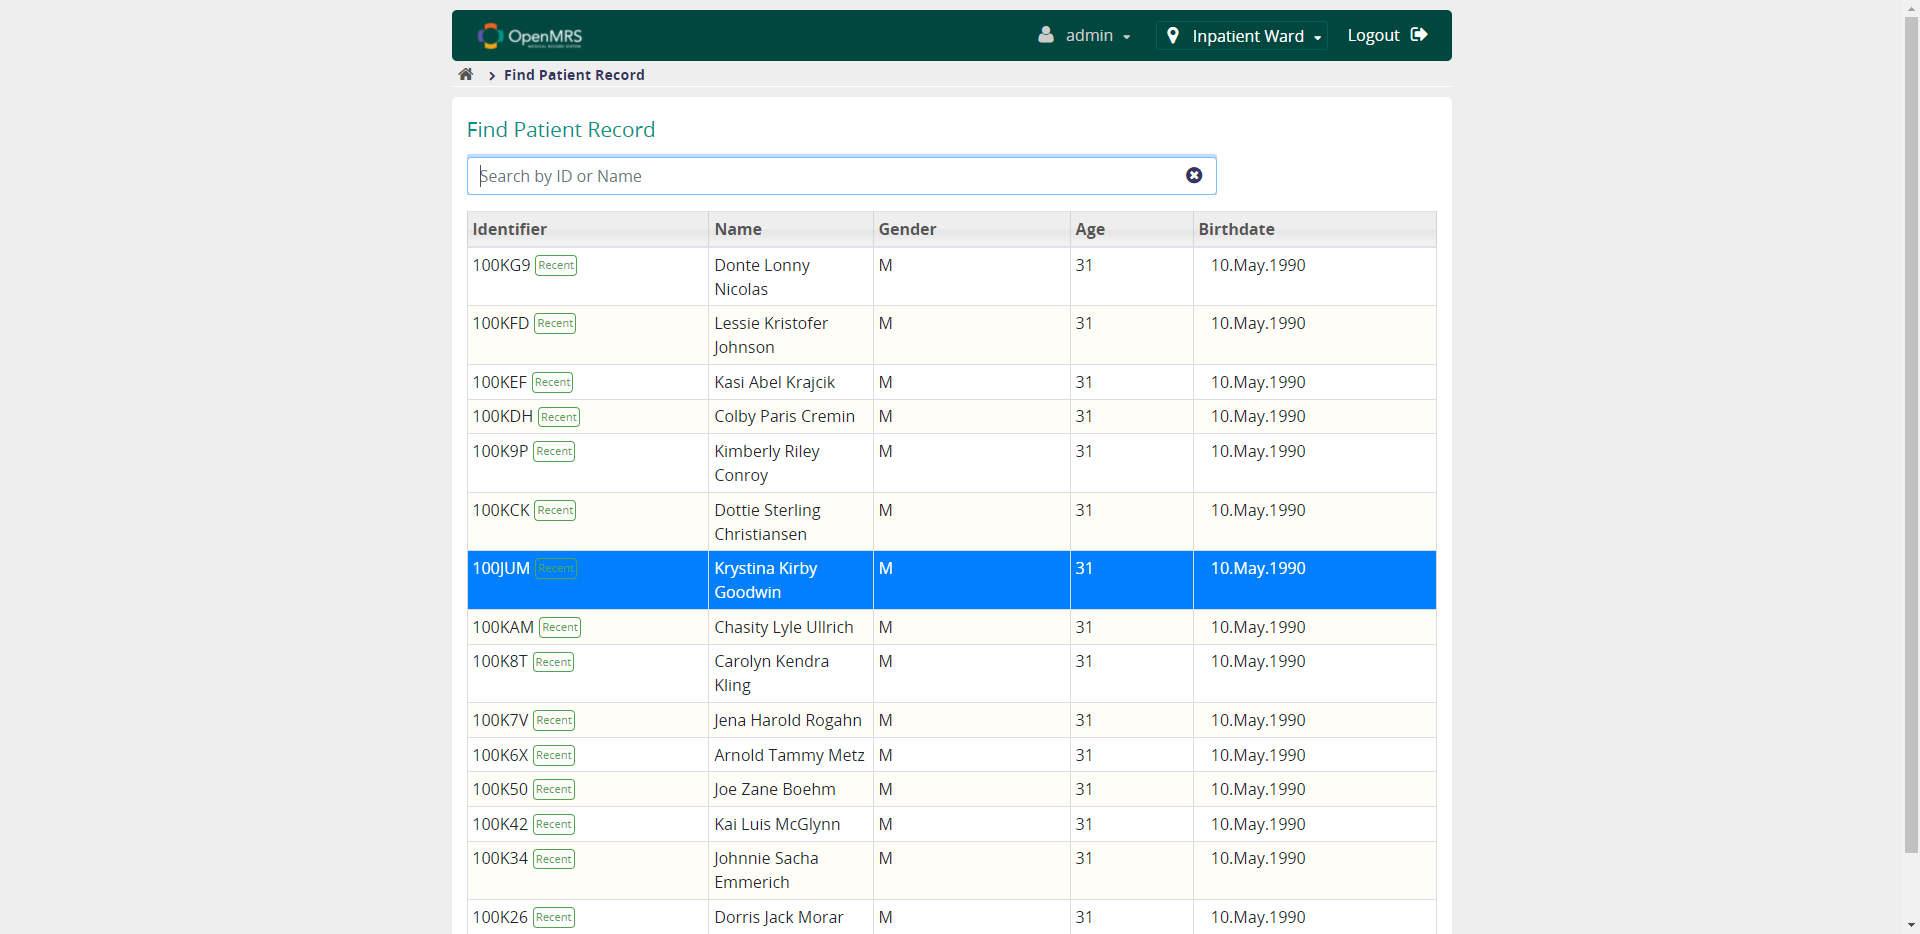 OpenMRS
admin
Inpatient Ward
Logout
Find Patient Record
Find Patient Record
Search by ID or Name
Identifier Name Gender Age Birthdate
100KG9 Recent Donte Lonny Nicolas M 31 10.May.1990
100KFD Recent Lessie Kristofer Johnson M 31 10.May.1990
100KEF Recent Kasi Abel Krajcik M 31 10.May.1990
100KDH Recent Colby Paris Cremin M 31 10.May.1990
100K9P Recent Kimberly Riley Conroy M 31 10.May.1990
100KCK Recent Dottie Sterling Christiansen M 31 10.May.1990
100JUM Recent Krystina Kirby Goodwin M 31 10.May.1990
100KAM Recent Chasity Lyle Ullrich M 31 10.May.1990
100K8T Recent Carolyn Kendra Kling M 31 10.May.1990
100K7V Recent Jena Harold Rogahn M 31 10.May.1990
100K6X Recent Arnold Tammy Metz M 31 10.May.1990
100K50 Recent Joe Zane Boehm M 31 10.May.1990
100K42 Recent Kai Luis McGlynn M 31 10.May.1990
100K34 Recent Johnnie Sacha Emmerich M 31 10.May.1990
100K26 Recent Dorris Jack Morar M 31 10.May.1990